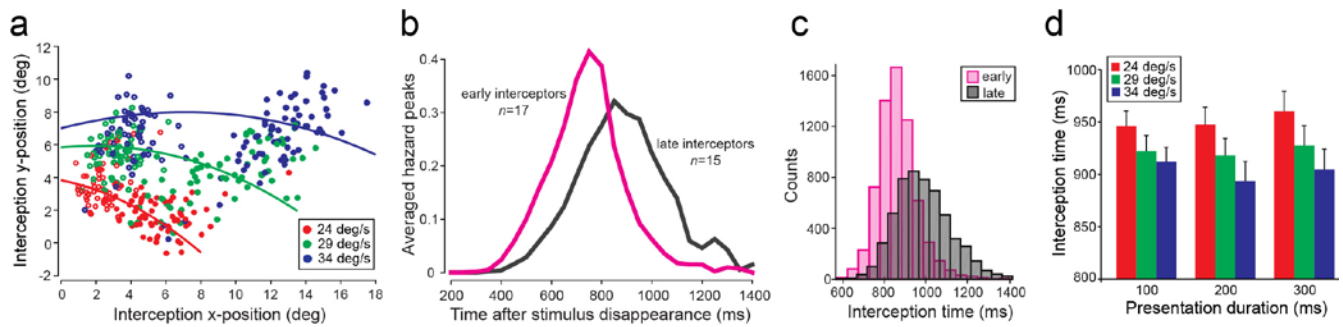 a
Interception y-position (deg)
12
10
8
6
4
2
0
-2
0 2 4 6 8 10 12 14 16 18
Interception x-position (deg)
24 deg/s
29 deg/s
34 deg/s
b
Averaged hazard peaks
0.4
0.3
0.2
0.1
0
early interceptors
n=17
late interceptors
n=15
200 400 600 800 1000 1200 1400
Time after stimulus disappearance (ms)
c
Counts
1600
1200
800
400
0
early
late
600 800 1000 1200 1400
Interception time (ms)
d
Interception time (ms)
1000
950
900
800
24 deg/s
29 deg/s
34 deg/s
100 200 300
Presentation duration (ms)